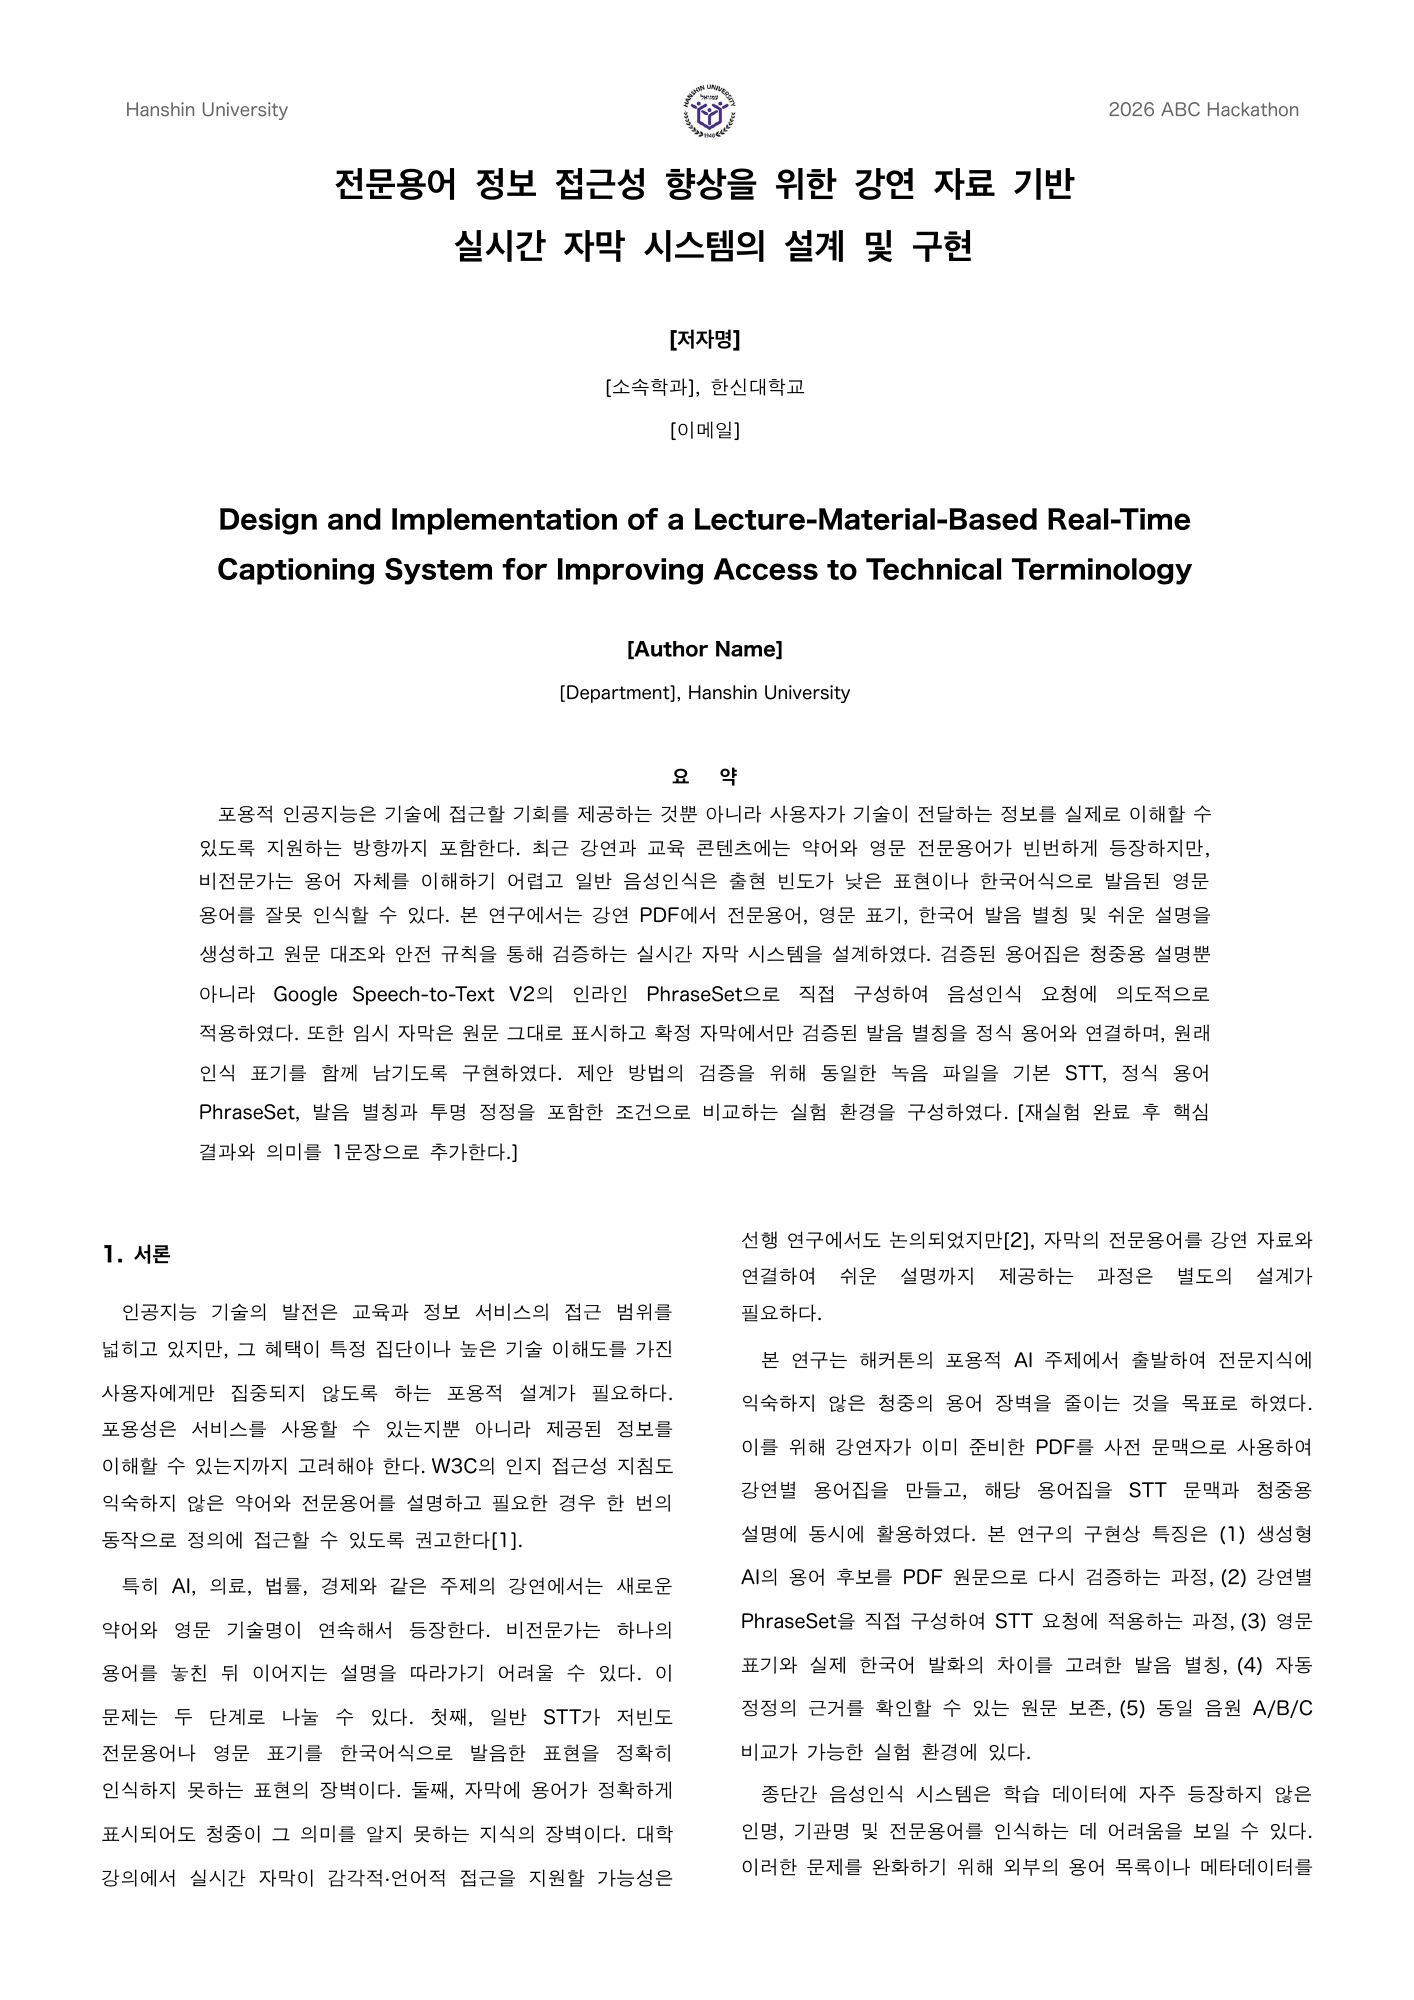 Hanshin University
HANSHIN UNIVERSITY
1940
2026 ABC Hackathon
전문용어 정보 접근성 향상을 위한 강연 자료 기반
실시간 자막 시스템의 설계 및 구현
[저자명]
[소속학과], 한신대학교
[이메일]
Design and Implementation of a Lecture-Material-Based Real-Time
Captioning System for Improving Access to Technical Terminology
[Author Name]
[Department], Hanshin University
요 약
포용적 인공지능은 기술에 접근할 기회를 제공하는 것뿐 아니라 사용자가 기술이 전달하는 정보를 실제로 이해할 수
있도록 지원하는 방향까지 포함한다. 최근 강연과 교육 콘텐츠에는 약어와 영문 전문용어가 빈번하게 등장하지만,
비전문가는 용어 자체를 이해하기 어렵고 일반 음성인식은 출현 빈도가 낮은 표현이나 한국어식으로 발음된 영문
용어를 잘못 인식할 수 있다. 본 연구에서는 강연 PDF에서 전문용어, 영문 표기, 한국어 발음 별칭 및 쉬운 설명을
생성하고 원문 대조와 안전 규칙을 통해 검증하는 실시간 자막 시스템을 설계하였다. 검증된 용어집은 청중용 설명뿐
아니라 Google Speech-to-Text V2의 인라인 PhraseSet으로 직접 구성하여 음성인식 요청에 의도적으로
적용하였다. 또한 임시 자막은 원문 그대로 표시하고 확정 자막에서만 검증된 발음 별칭을 정식 용어와 연결하며, 원래
인식 표기를 함께 남기도록 구현하였다. 제안 방법의 검증을 위해 동일한 녹음 파일을 기본 STT, 정식 용어
PhraseSet, 발음 별칭과 투명 정정을 포함한 조건으로 비교하는 실험 환경을 구성하였다. [재실험 완료 후 핵심
결과와 의미를 1문장으로 추가한다.]
1. 서론
인공지능 기술의 발전은 교육과 정보 서비스의 접근 범위를
넓히고 있지만, 그 혜택이 특정 집단이나 높은 기술 이해도를 가진
사용자에게만 집중되지 않도록 하는 포용적 설계가 필요하다.
포용성은 서비스를 사용할 수 있는지뿐 아니라 제공된 정보를
이해할 수 있는지까지 고려해야 한다. W3C의 인지 접근성 지침도
익숙하지 않은 약어와 전문용어를 설명하고 필요한 경우 한 번의
동작으로 정의에 접근할 수 있도록 권고한다[1].
특히 AI, 의료, 법률, 경제와 같은 주제의 강연에서는 새로운
약어와 영문 기술명이 연속해서 등장한다. 비전문가는 하나의
용어를 놓친 뒤 이어지는 설명을 따라가기 어려울 수 있다. 이
문제는 두 단계로 나눌 수 있다. 첫째, 일반 STT가 저빈도
전문용어나 영문 표기를 한국어식으로 발음한 표현을 정확히
인식하지 못하는 표현의 장벽이다. 둘째, 자막에 용어가 정확하게
표시되어도 청중이 그 의미를 알지 못하는 지식의 장벽이다. 대학
강의에서 실시간 자막이 감각적·언어적 접근을 지원할 가능성은
선행 연구에서도 논의되었지만[2], 자막의 전문용어를 강연 자료와
연결하여 쉬운 설명까지 제공하는 과정은 별도의 설계가
필요하다.
본 연구는 해커톤의 포용적 AI 주제에서 출발하여 전문지식에
익숙하지 않은 청중의 용어 장벽을 줄이는 것을 목표로 하였다.
이를 위해 강연자가 이미 준비한 PDF를 사전 문맥으로 사용하여
강연별 용어집을 만들고, 해당 용어집을 STT 문맥과 청중용
설명에 동시에 활용하였다. 본 연구의 구현상 특징은 (1) 생성형
AI의 용어 후보를 PDF 원문으로 다시 검증하는 과정, (2) 강연별
PhraseSet을 직접 구성하여 STT 요청에 적용하는 과정, (3) 영문
표기와 실제 한국어 발화의 차이를 고려한 발음 별칭, (4) 자동
정정의 근거를 확인할 수 있는 원문 보존, (5) 동일 음원 A/B/C
비교가 가능한 실험 환경에 있다.
종단간 음성인식 시스템은 학습 데이터에 자주 등장하지 않은
인명, 기관명 및 전문용어를 인식하는 데 어려움을 보일 수 있다.
이러한 문제를 완화하기 위해 외부의 용어 목록이나 메타데이터를